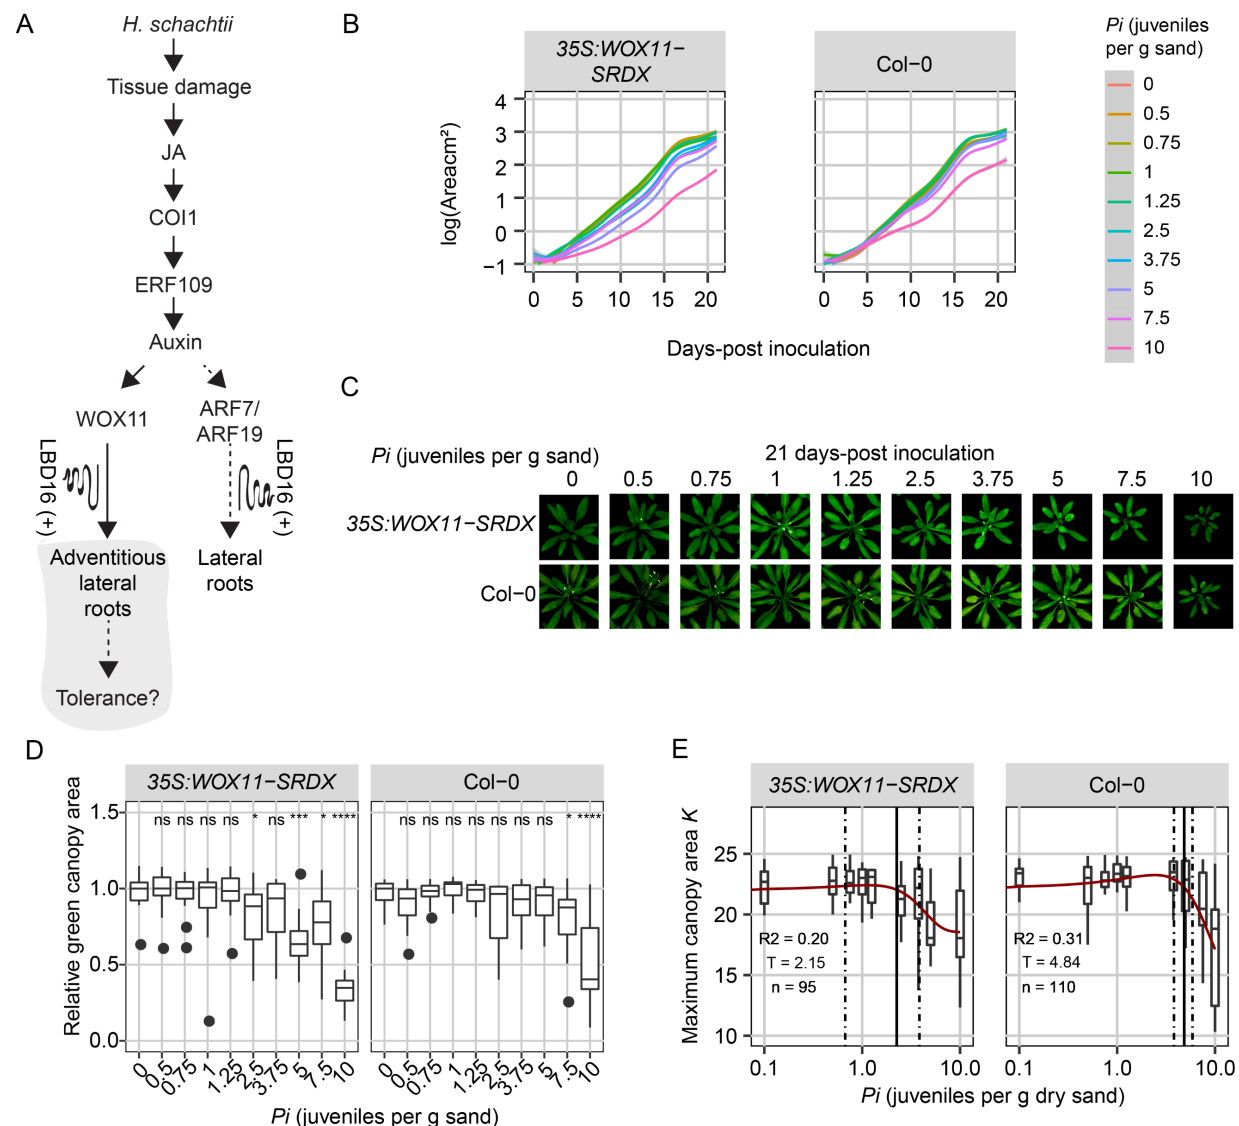 A
H. schachtii
Tissue damage
JA
COI1
ERF109
Auxin
WOX11
ARF7/
ARF19
LBD16 (+)
LBD16 (+)
Adventitious
lateral
roots
Lateral
roots
Tolerance?
B
35S:WOX11−
SRDX
Col−0
log(Areacm²)
4
3
2
1
0
−1
0 5 10 15 20
0 5 10 15 20
Days-post inoculation
Pi (juveniles
per g sand)
0
0.5
0.75
1
1.25
2.5
3.75
5
7.5
10
C
Pi (juveniles per g sand)
21 days-post inoculation
0 0.5 0.75 1 1.25 2.5 3.75 5 7.5 10
35S:WOX11−SRDX
Col−0
D
35S:WOX11−SRDX
Col−0
Relative green canopy area
1.5
1.0
0.5
0.0
ns ns ns ns * ns *** * ****
ns ns ns ns ns ns ns * ****
0 0.5 0.75 1 1.25 2.5 3.75 5 7.5 10
0 0.5 0.75 1 1.25 2.5 3.75 5 7.5 10
Pi (juveniles per g sand)
E
35S:WOX11−SRDX
Col−0
Maximum canopy area K
25
20
15
10
R2 = 0.20
T = 2.15
n = 95
R2 = 0.31
T = 4.84
n = 110
0.1 1.0 10.0
0.1 1.0 10.0
Pi (juveniles per g dry sand)